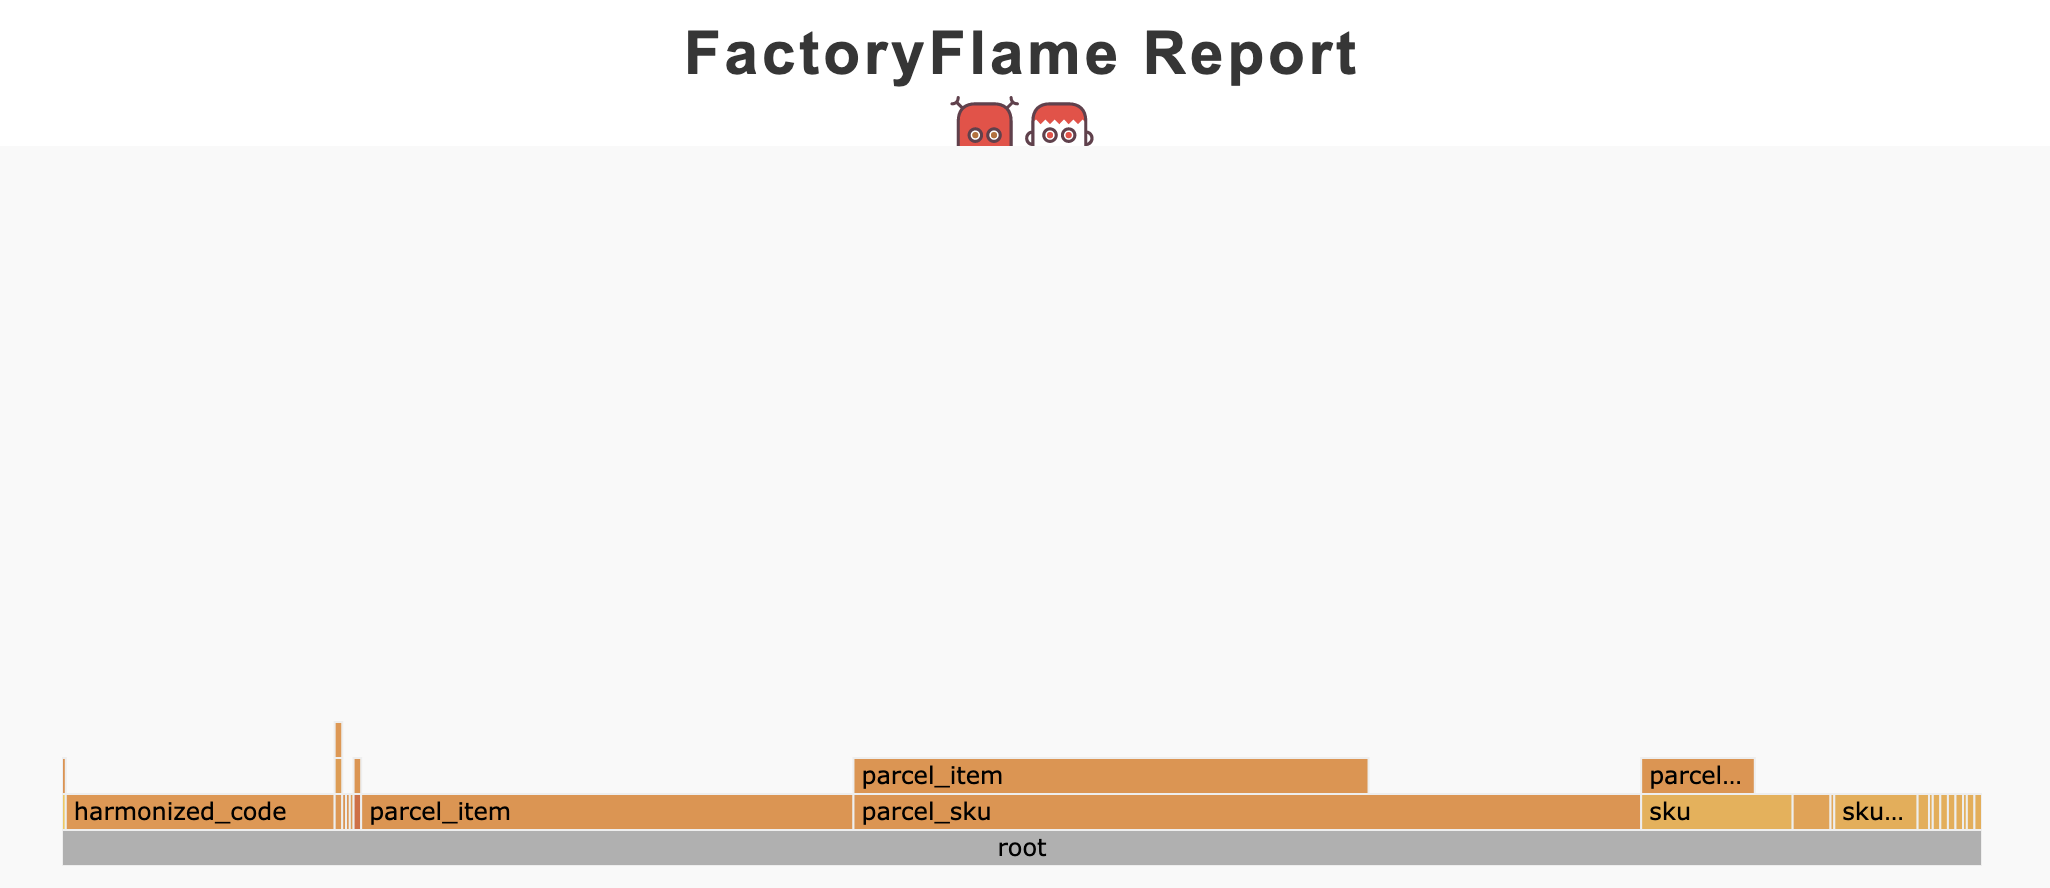 FactoryFlame Report
parcel_item
parcel...
harmonized_code
parcel_item
parcel_sku
sku
sku...
root